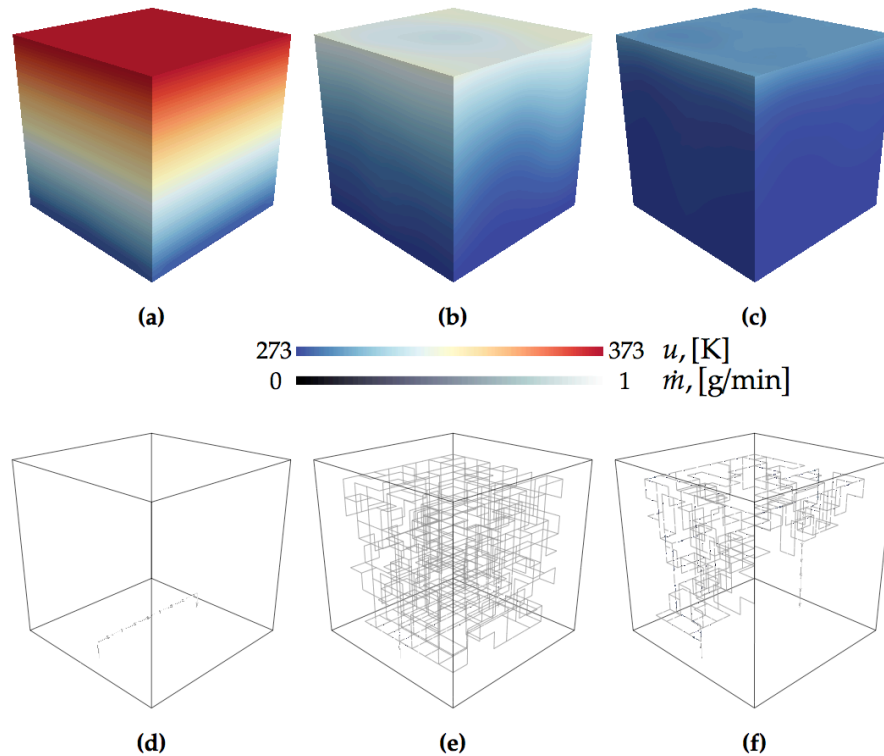 (a) (b) (c)
273 373 u, [K]
0 1 ṁ, [g/min]
(d) (e) (f)